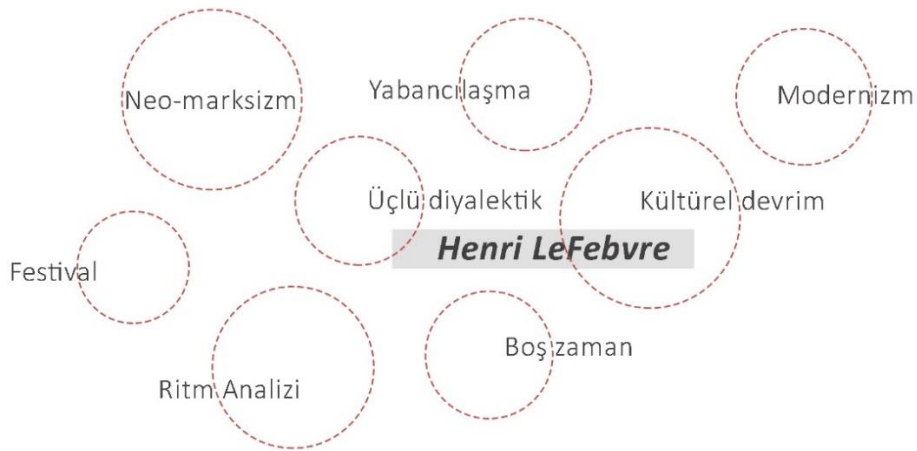 Neo-marksizm
Yabancılaşma
Modernizm
Üçlü diyalektik
Kültürel devrim
Henri LeFebvre
Festival
Boş zaman
Ritm Analizi